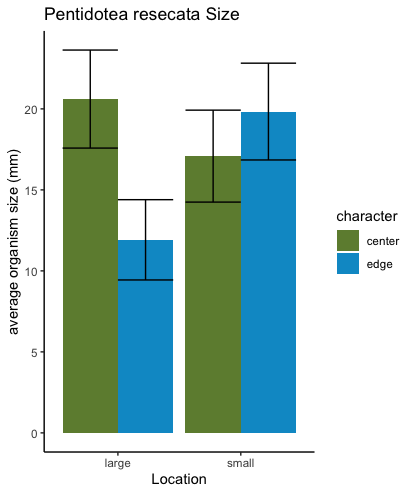 Pentidotea resecata Size
average organism size (mm)
20
15
10
5
0
large
small
Location
character
center
edge